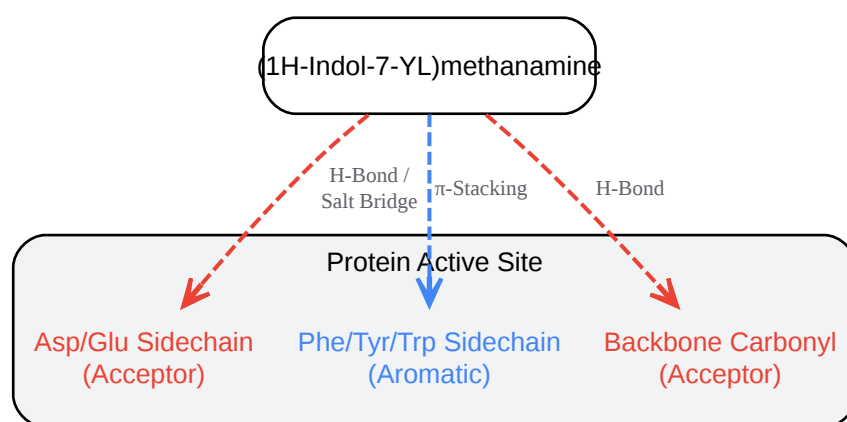 (1H-Indol-7-YL)methanamine
H-Bond /
Salt Bridge
π-Stacking
H-Bond
Protein Active Site
Asp/Glu Sidechain
(Acceptor)
Phe/Tyr/Trp Sidechain
(Aromatic)
Backbone Carbonyl
(Acceptor)